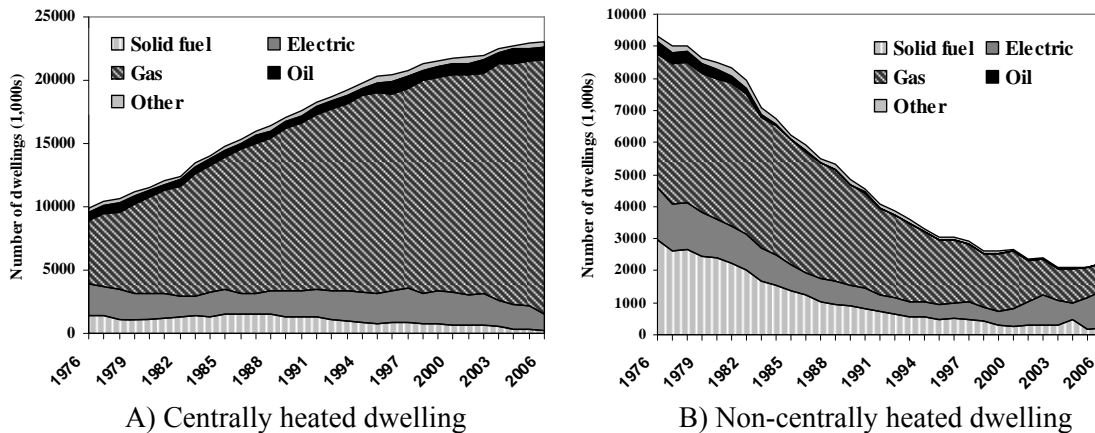 25000
20000
15000
10000
5000
0
Number of dwellings (1,000s)
Solid fuel
Electric
Gas
Oil
Other
1976
1979
1982
1985
1988
1991
1994
1997
2000
2003
2006
A) Centrally heated dwelling
10000
9000
8000
7000
6000
5000
4000
3000
2000
1000
0
Number of dwellings (1,000s)
Solid fuel
Electric
Gas
Oil
Other
1976
1979
1982
1985
1988
1991
1994
1997
2000
2003
2006
B) Non-centrally heated dwelling